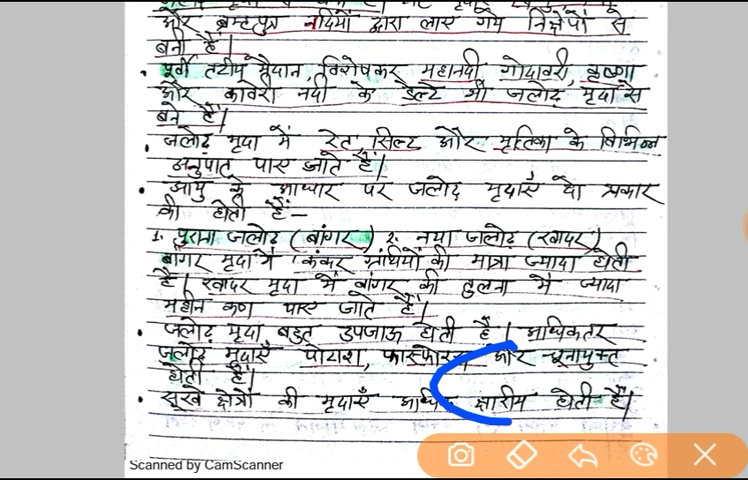 और ब्रम्हपुत्र नदियों द्वारा लाए गये निक्षेपों से
बनी हैं।
• पूर्वी तटीय मैदान, विशेषकर महानदी गोदावरी, कृष्णा
और कावेरी नदी के डेल्टे भी जलोढ़ मृदा से
बने हैं।
• जलोढ़ मृदा में रेत, सिल्ट और मृतिका के विभिन्न
अनुपात पाए जाते हैं।
• आयु के आधार पर जलोढ़ मृदाएँ दो प्रकार
की होती हैं-
1. पुराना जलोढ़ (बांगर) 2. नया जलोढ़ (खादर)
बांगर मृदा में कंकर ग्रंथियों की मात्रा ज्यादा होती
है। खादर मृदा में बांगर की तुलना में ज्यादा
महीन कण पाए जाते हैं।
• जलोढ़ मृदा बहुत उपजाऊ होती हैं। अधिकतर
जलोढ़ मृदाएँ पोटाश, फास्फोरस और चूनायुक्त
होती हैं।
• सूखे क्षेत्रों की मृदाएँ अधिक क्षारीय होती हैं।
Scanned by CamScanner